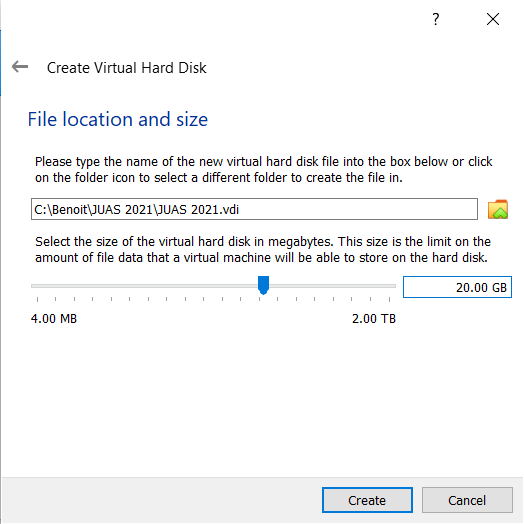 ?
Create Virtual Hard Disk
File location and size
Please type the name of the new virtual hard disk file into the box below or click
on the folder icon to select a different folder to create the file in.
C:\Benoit\JUAS 2021\JUAS 2021.vdi
Select the size of the virtual hard disk in megabytes. This size is the limit on the
amount of file data that a virtual machine will be able to store on the hard disk.
20.00 GB
4.00 MB 2.00 TB
Create Cancel